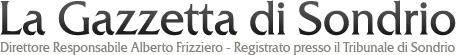 La Gazzetta di Sondrio
Direttore Responsabile Alberto Frizziero - Registrato presso il Tribunale di Sondrio